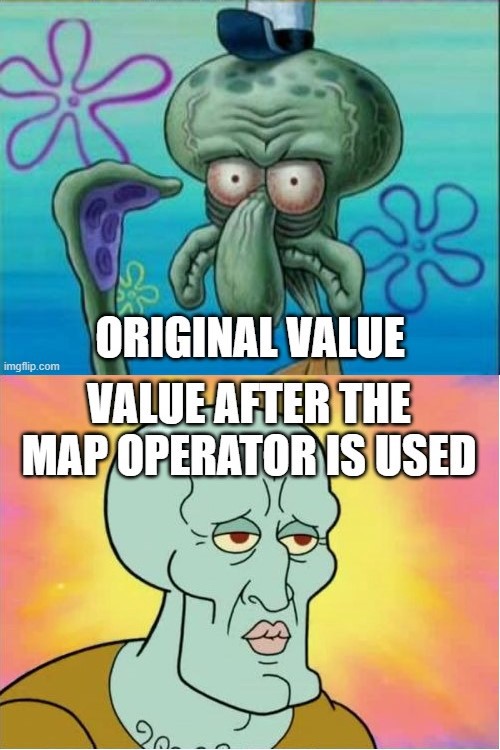 ORIGINAL VALUE
imgflip.com
VALUE AFTER THE
MAP OPERATOR IS USED